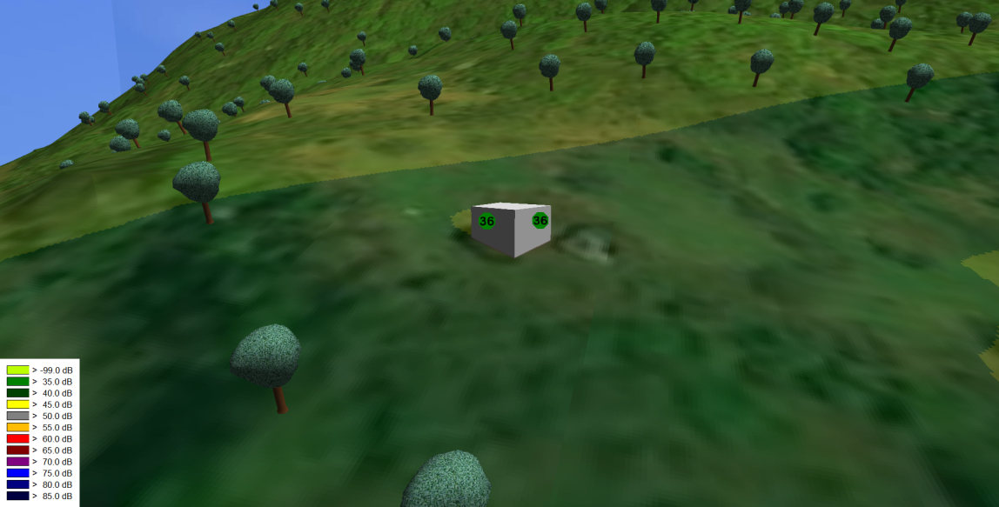 36 36
> -99.0 dB
> 35.0 dB
> 40.0 dB
> 45.0 dB
> 50.0 dB
> 55.0 dB
> 60.0 dB
> 65.0 dB
> 70.0 dB
> 75.0 dB
> 80.0 dB
> 85.0 dB